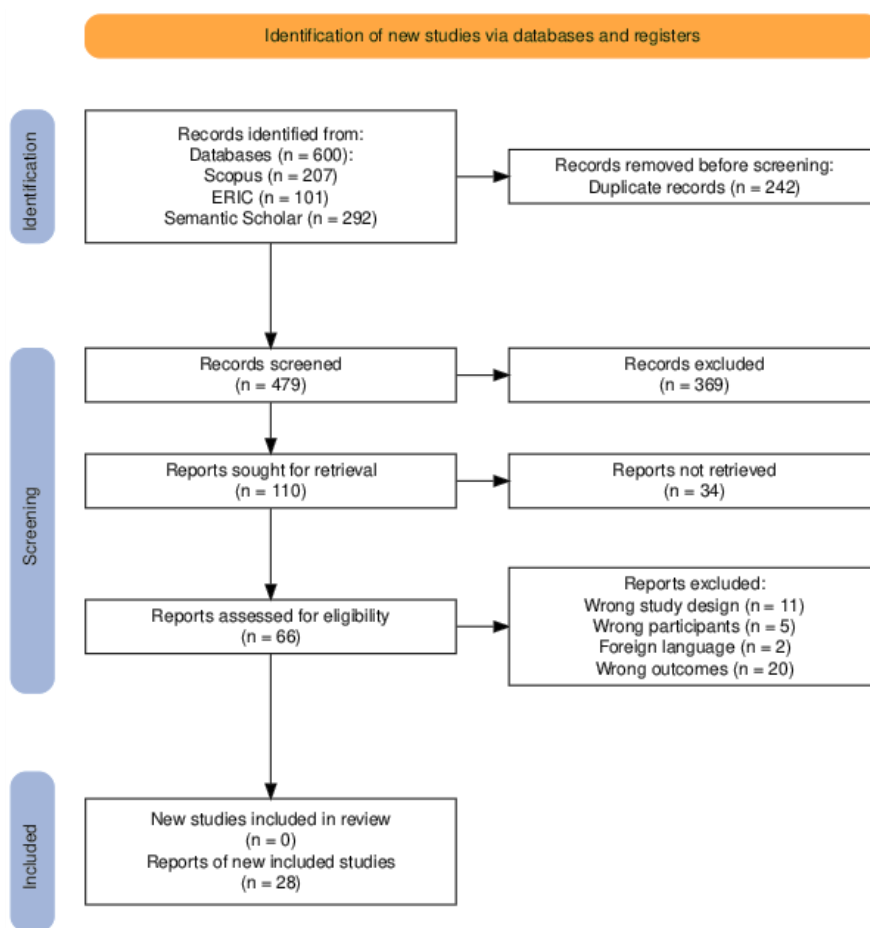 Identification of new studies via databases and registers
Identification
Records identified from:
Databases (n = 600):
Scopus (n = 207)
ERIC (n = 101)
Semantic Scholar (n = 292)
Records removed before screening:
Duplicate records (n = 242)
Screening
Records screened
(n = 479)
Records excluded
(n = 369)
Reports sought for retrieval
(n = 110)
Reports not retrieved
(n = 34)
Reports assessed for eligibility
(n = 66)
Reports excluded:
Wrong study design (n = 11)
Wrong participants (n = 5)
Foreign language (n = 2)
Wrong outcomes (n = 20)
Included
New studies included in review
(n = 0)
Reports of new included studies
(n = 28)